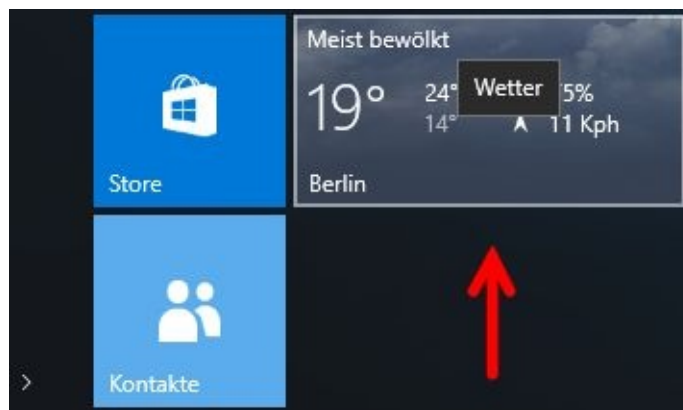 Meist bewölkt
19° 24° Wetter 5%
14° 11 Kph
Store
Berlin
Kontakte